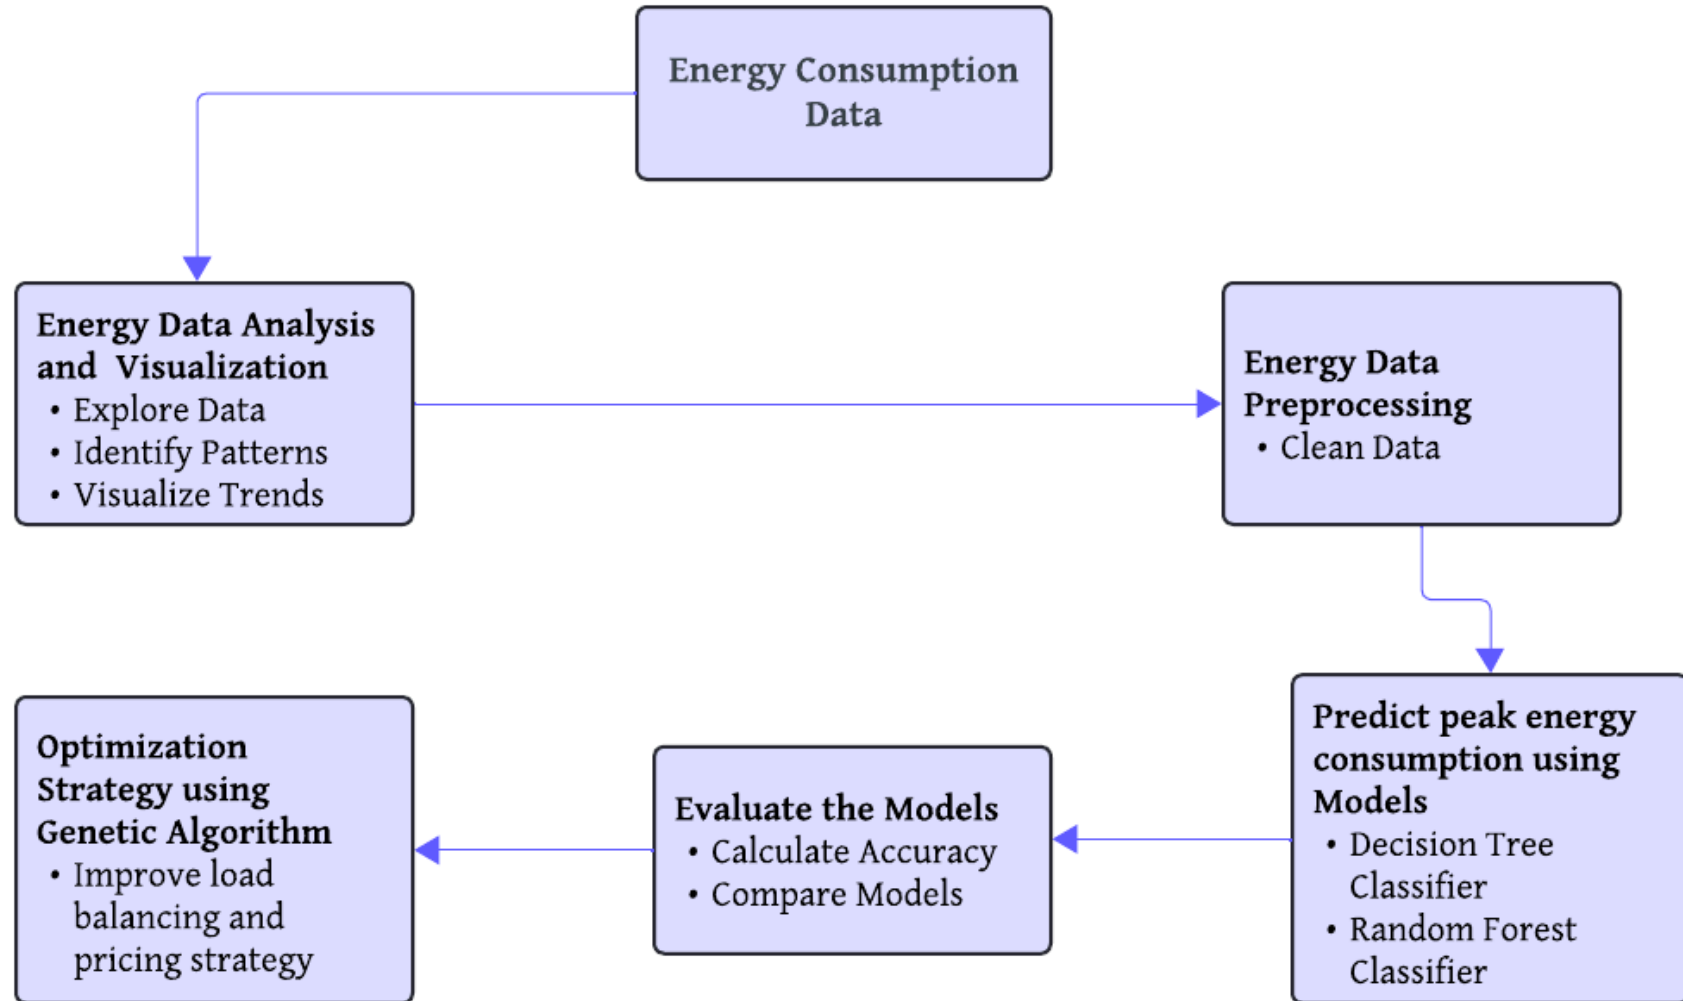 Energy Consumption
Data
Energy Data Analysis
and Visualization
• Explore Data
• Identify Patterns
• Visualize Trends
Energy Data
Preprocessing
• Clean Data
Predict peak energy
consumption using
Models
• Decision Tree
Classifier
• Random Forest
Classifier
Evaluate the Models
• Calculate Accuracy
• Compare Models
Optimization
Strategy using
Genetic Algorithm
• Improve load
balancing and
pricing strategy